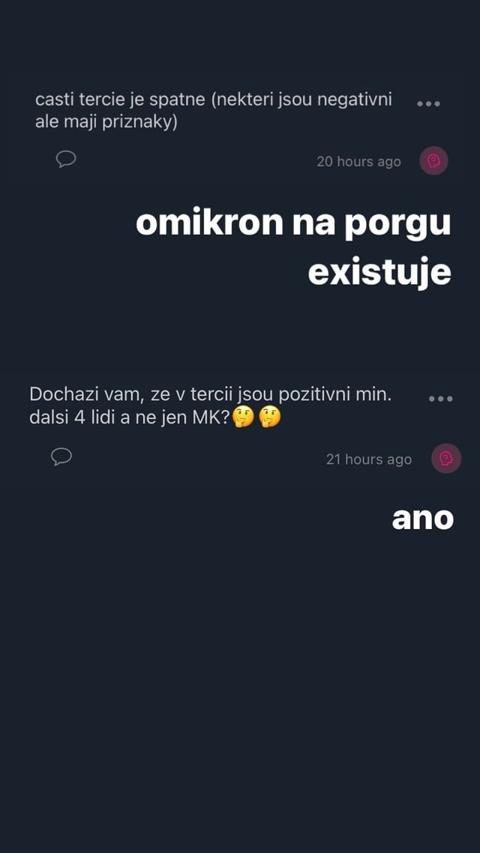 casti tercie je spatne (nekteri jsou negativni
ale maji priznaky)
20 hours ago
omikron na porgu
existuje
Dochazi vam, ze v tercii jsou pozitivni min.
dalsi 4 lidi a ne jen MK?🤔🤔
21 hours ago
ano